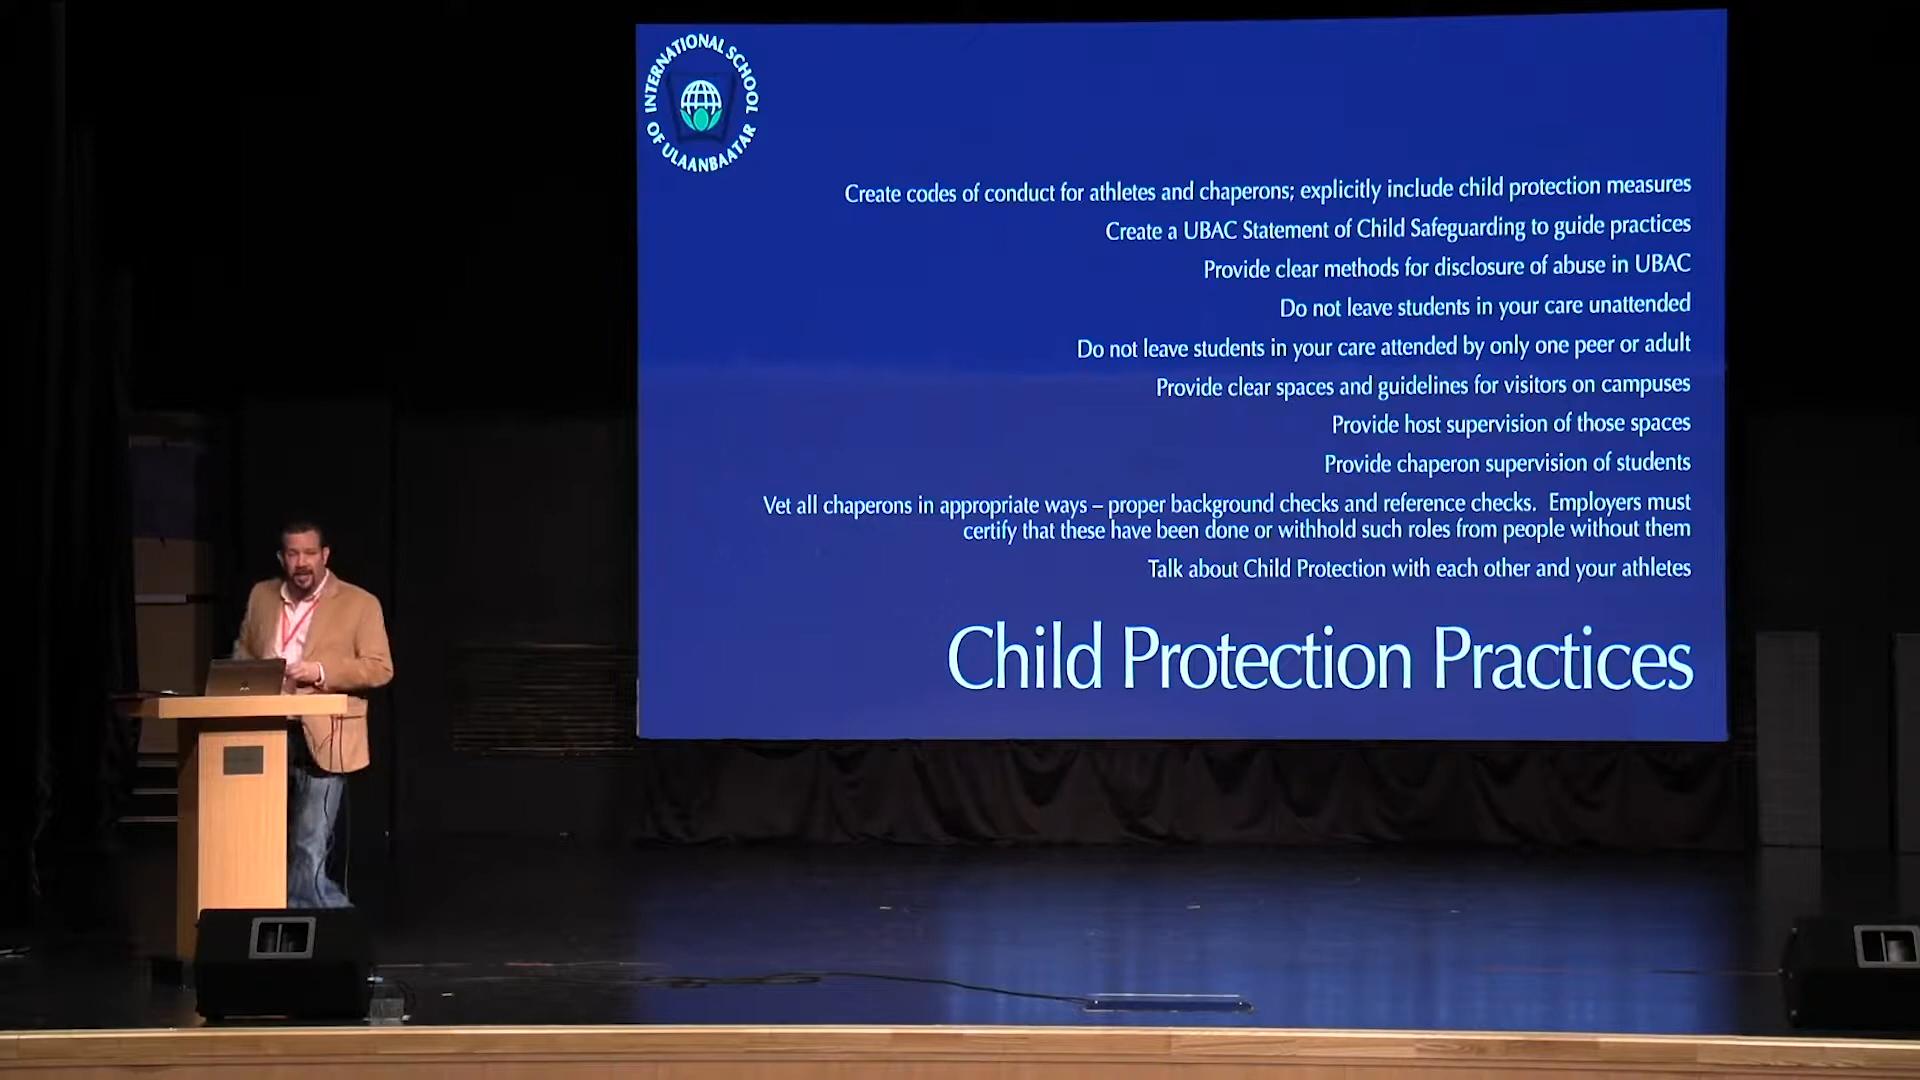 INTERNATIONAL SCHOOL
OF ULAANBAATAR
Create codes of conduct for athletes and chaperons; explicitly include child protection measures
Create a UBAC Statement of Child Safeguarding to guide practices
Provide clear methods for disclosure of abuse in UBAC
Do not leave students in your care unattended
Do not leave students in your care attended by only one peer or adult
Provide clear spaces and guidelines for visitors on campuses
Provide host supervision of those spaces
Provide chaperon supervision of students
Vet all chaperons in appropriate ways – proper background checks and reference checks.  Employers must
certify that these have been done or withhold such roles from people without them
Talk about Child Protection with each other and your athletes
Child Protection Practices